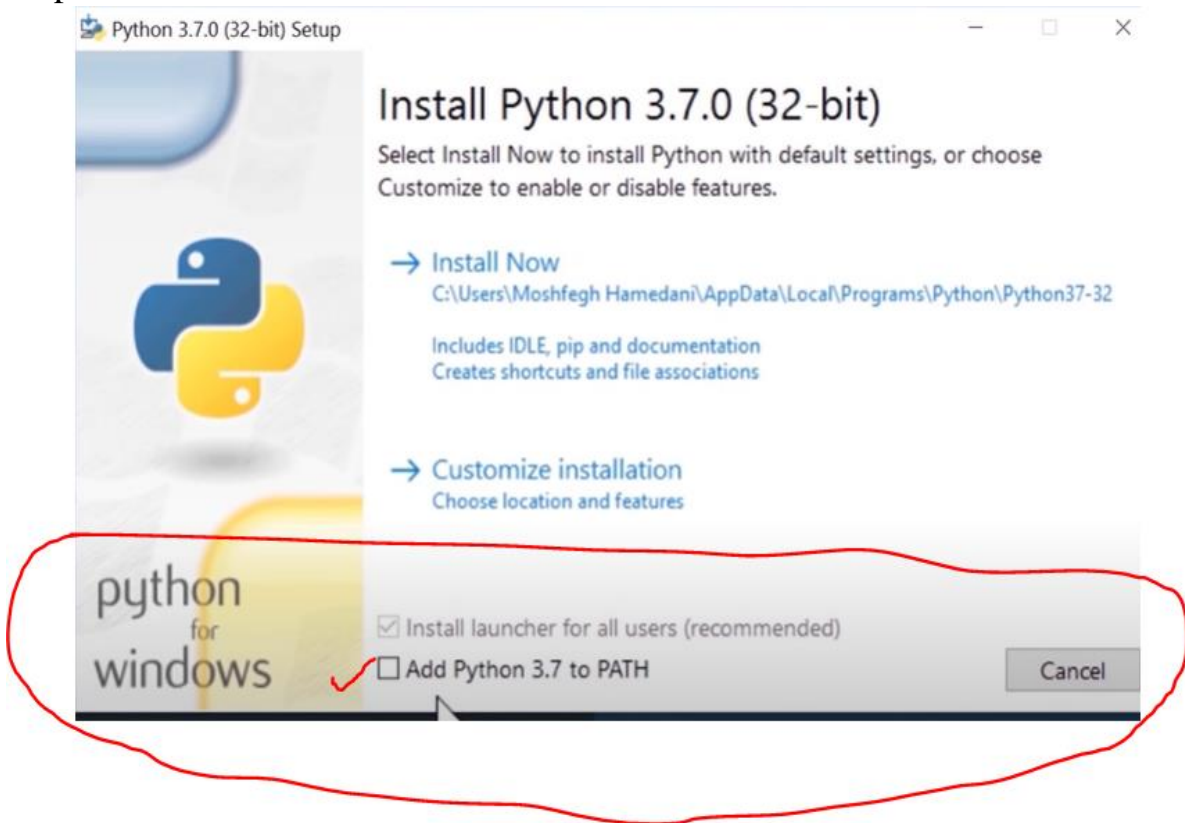 Python 3.7.0 (32-bit) Setup
Install Python 3.7.0 (32-bit)
Select Install Now to install Python with default settings, or choose
Customize to enable or disable features.
Install Now
C:\Users\Moshfegh Hamedani\AppData\Local\Programs\Python\Python37-32
Includes IDLE, pip and documentation
Creates shortcuts and file associations
Customize installation
Choose location and features
python
for
windows
Install launcher for all users (recommended)
Add Python 3.7 to PATH
Cancel